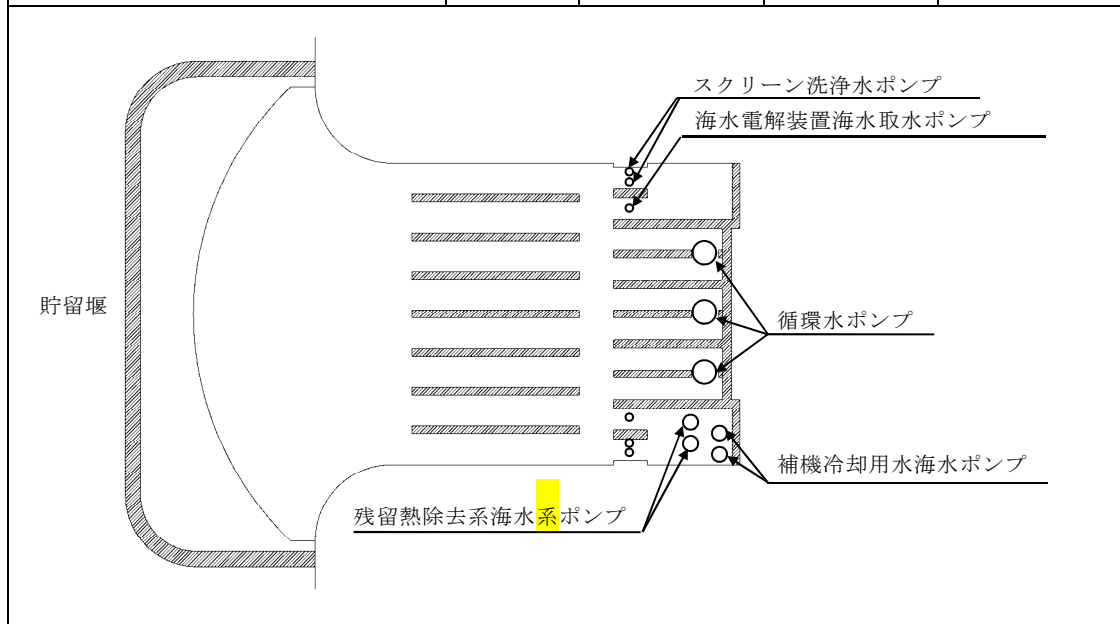 スクリーン洗浄水ポンプ
海水電解装置海水取水ポンプ
貯留堰
循環水ポンプ
補機冷却用水海水ポンプ
残留熱除去系海水系ポンプ